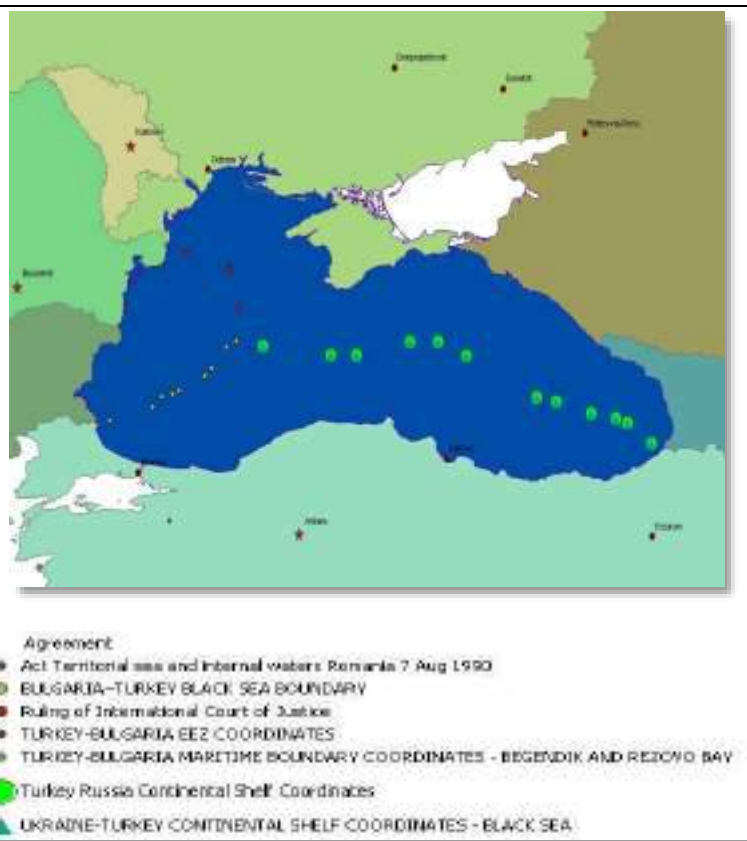 Odessa
Ankara
Agreement
Act Territorial sea and internal waters Romania 7 Aug 1990
BULGARIA-TURKEY BLACK SEA BOUNDARY
Ruling of International Court of Justice
TURKEY-BULGARIA EEZ COORDINATES
TURKEY-BULGARIA MARITIME BOUNDARY COORDINATES - BEGENDIK AND REZOVO BAY
Turkey Russia Continental Shelf Coordinates
UKRAINE-TURKEY CONTINENTAL SHELF COORDINATES - BLACK SEA